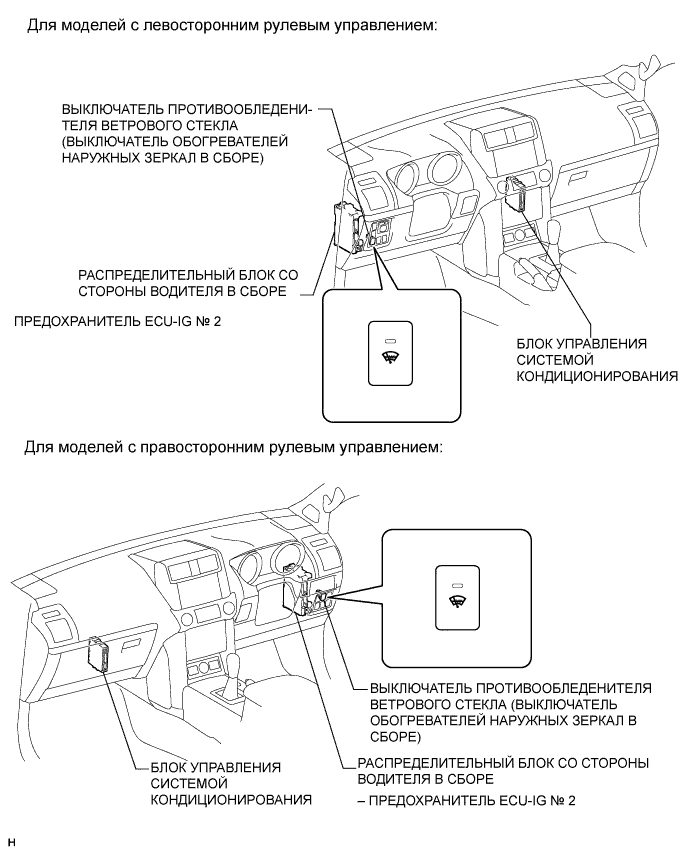 Для моделей с левосторонним рулевым управлением:
ВЫКЛЮЧАТЕЛЬ ПРОТИВООБЛЕДЕНИ-
ТЕЛЯ ВЕТРОВОГО СТЕКЛА
(ВЫКЛЮЧАТЕЛЬ ОБОГРЕВАТЕЛЕЙ
НАРУЖНЫХ ЗЕРКАЛ В СБОРЕ)
РАСПРЕДЕЛИТЕЛЬНЫЙ БЛОК СО
СТОРОНЫ ВОДИТЕЛЯ В СБОРЕ
ПРЕДОХРАНИТЕЛЬ ECU-IG № 2
БЛОК УПРАВЛЕНИЯ
СИСТЕМОЙ
КОНДИЦИОНИРОВАНИЯ
Для моделей с правосторонним рулевым управлением:
ВЫКЛЮЧАТЕЛЬ ПРОТИВООБЛЕДЕНИТЕЛЯ
ВЕТРОВОГО СТЕКЛА (ВЫКЛЮЧАТЕЛЬ
ОБОГРЕВАТЕЛЕЙ НАРУЖНЫХ ЗЕРКАЛ В
СБОРЕ)
РАСПРЕДЕЛИТЕЛЬНЫЙ БЛОК СО СТОРОНЫ
ВОДИТЕЛЯ В СБОРЕ
– ПРЕДОХРАНИТЕЛЬ ECU-IG № 2
БЛОК УПРАВЛЕНИЯ
СИСТЕМОЙ
КОНДИЦИОНИРОВАНИЯ
H